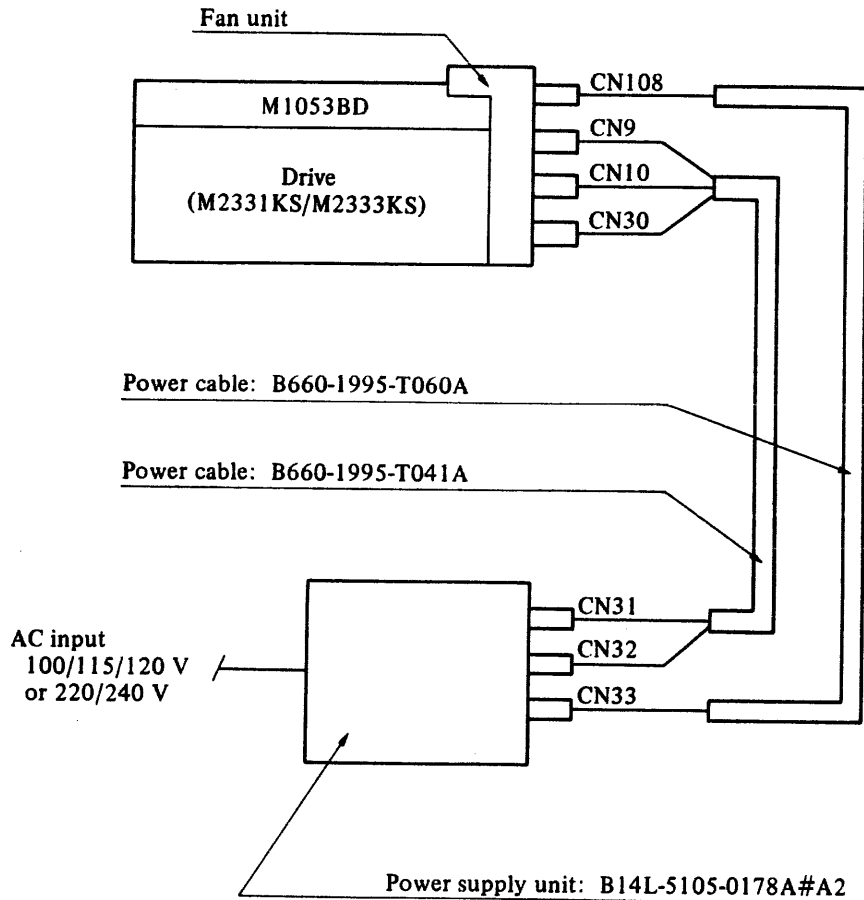 Fan unit
CN108
M1053BD
CN9
Drive
(M2331KS/M2333KS)
CN10
CN30
Power cable: B660-1995-T060A
Power cable: B660-1995-T041A
CN31
AC input
100/115/120 V
or 220/240 V
CN32
CN33
Power supply unit: B14L-5105-0178A#A2